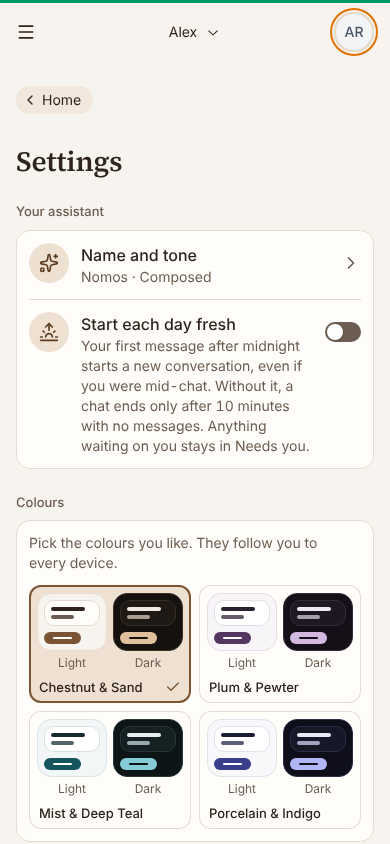 Alex
AR
Home
Settings
Your assistant
Name and tone
Nomos · Composed
Start each day fresh
Your first message after midnight
starts a new conversation, even if
you were mid-chat. Without it, a
chat ends only after 10 minutes
with no messages. Anything
waiting on you stays in Needs you.
Colours
Pick the colours you like. They follow you to
every device.
Light
Dark
Chestnut & Sand
Light
Dark
Plum & Pewter
Light
Dark
Mist & Deep Teal
Light
Dark
Porcelain & Indigo